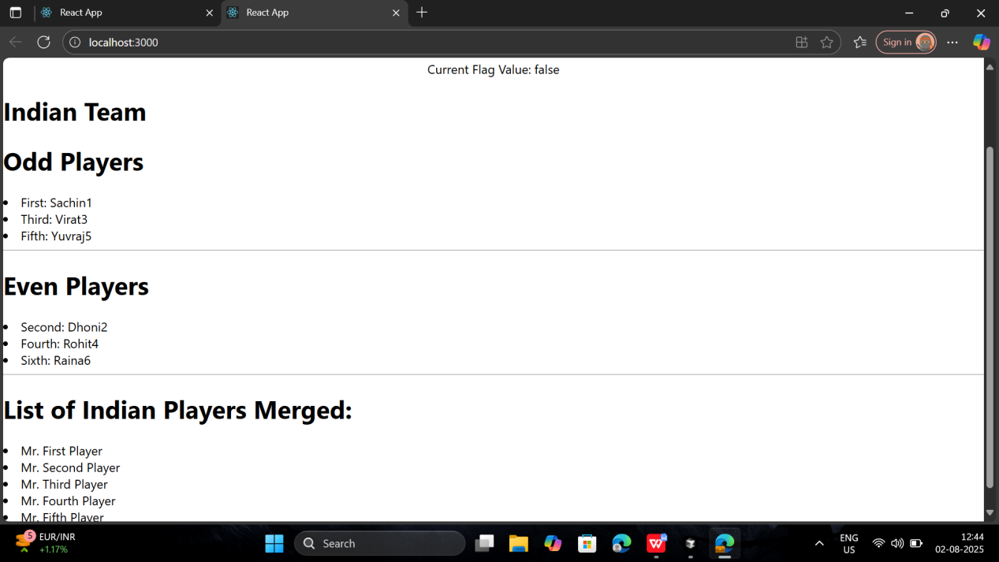 React App
React App
localhost:3000
Sign in
Current Flag Value: false
Indian Team
Odd Players
First: Sachin1
Third: Virat3
Fifth: Yuvraj5
Even Players
Second: Dhoni2
Fourth: Rohit4
Sixth: Raina6
List of Indian Players Merged:
Mr. First Player
Mr. Second Player
Mr. Third Player
Mr. Fourth Player
Mr. Fifth Player
5
EUR/INR
+1.17%
Search
ENG
US
12:44
02-08-2025